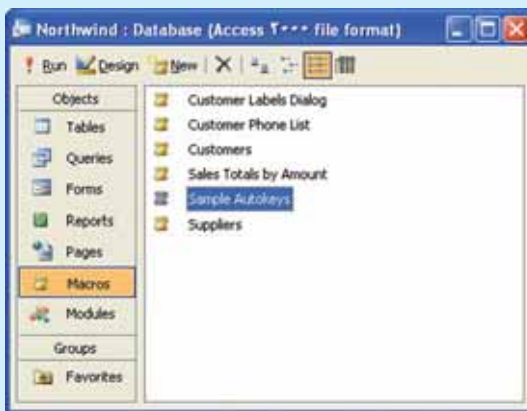 Northwind : Database (Access ۲۰۰۰ file format)
Run Design New
Objects
Tables
Queries
Forms
Reports
Pages
Macros
Modules
Groups
Favorites
Customer Labels Dialog
Customer Phone List
Customers
Sales Totals by Amount
Sample Autokeys
Suppliers